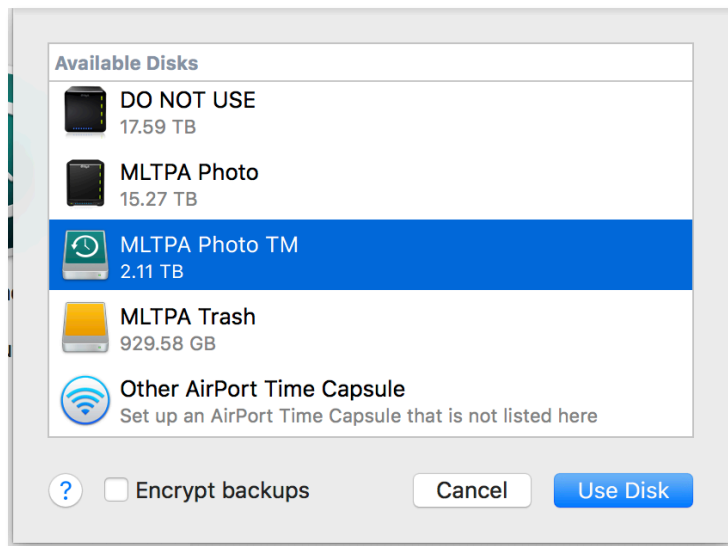 Available Disks
DO NOT USE
17.59 TB
MLTPA Photo
15.27 TB
MLTPA Photo TM
2.11 TB
MLTPA Trash
929.58 GB
Other AirPort Time Capsule
Set up an AirPort Time Capsule that is not listed here
? Encrypt backups Cancel Use Disk